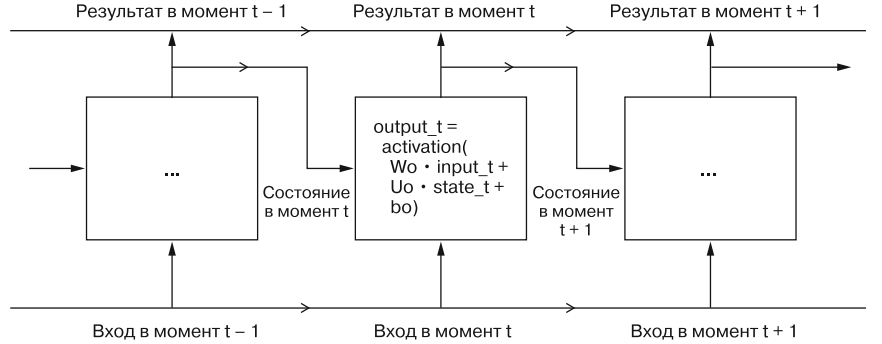 Результат в момент t – 1
Результат в момент t
Результат в момент t + 1
...
output_t =
activation(
Wo • input_t +
Uo • state_t +
bo)
...
Состояние
в момент t
Состояние
в момент
t + 1
Вход в момент t – 1
Вход в момент t
Вход в момент t + 1